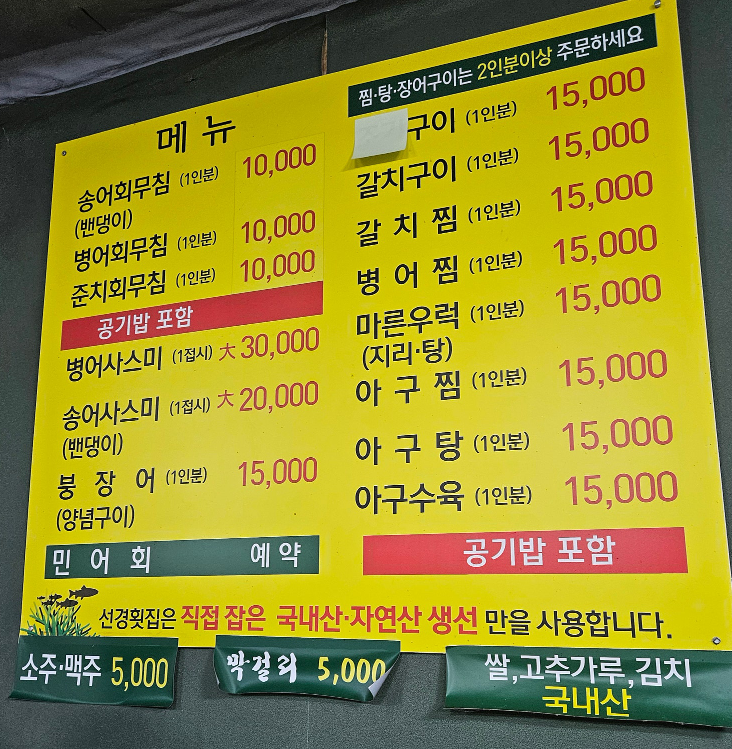 메뉴
송어회무침 (1인분) 10,000
(밴댕이)
병어회무침 (1인분) 10,000
준치회무침 (1인분) 10,000
공기밥 포함
병어사스미 (1접시) 大 30,000
송어사스미 (1접시) 大 20,000
(밴댕이)
붕장어 (1인분) 15,000
(양념구이)
민어회 예약
찜·탕·장어구이는 2인분이상 주문하세요
구이 (1인분) 15,000
갈치구이 (1인분) 15,000
갈치찜 (1인분) 15,000
병어찜 (1인분) 15,000
마른우럭 (1인분) 15,000
(지리·탕)
아구찜 (1인분) 15,000
아구탕 (1인분) 15,000
아구수육 (1인분) 15,000
공기밥 포함
선경횟집은 직접 잡은 국내산·자연산 생선 만을 사용합니다.
소주·맥주 5,000
막걸리 5,000
쌀,고추가루,김치
국내산